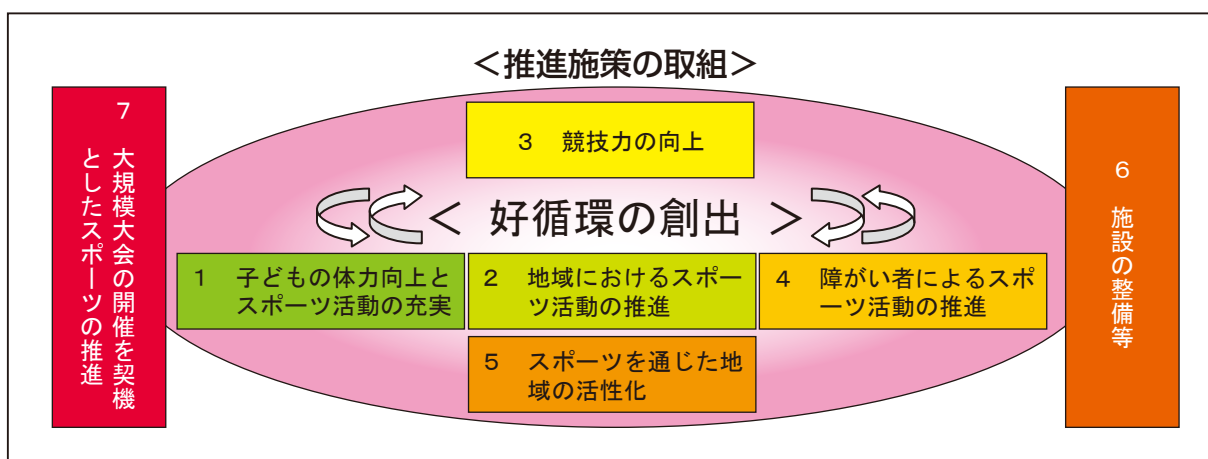 ＜推進施策の取組＞
7　大規模大会の開催を契機
としたスポーツの推進
3　競技力の向上
＜ 好循環の創出 ＞
1　子どもの体力向上と
スポーツ活動の充実
2　地域におけるスポー
ツ活動の推進
4　障がい者によるスポ
ーツ活動の推進
5　スポーツを通じた地
域の活性化
6　施設の整備等